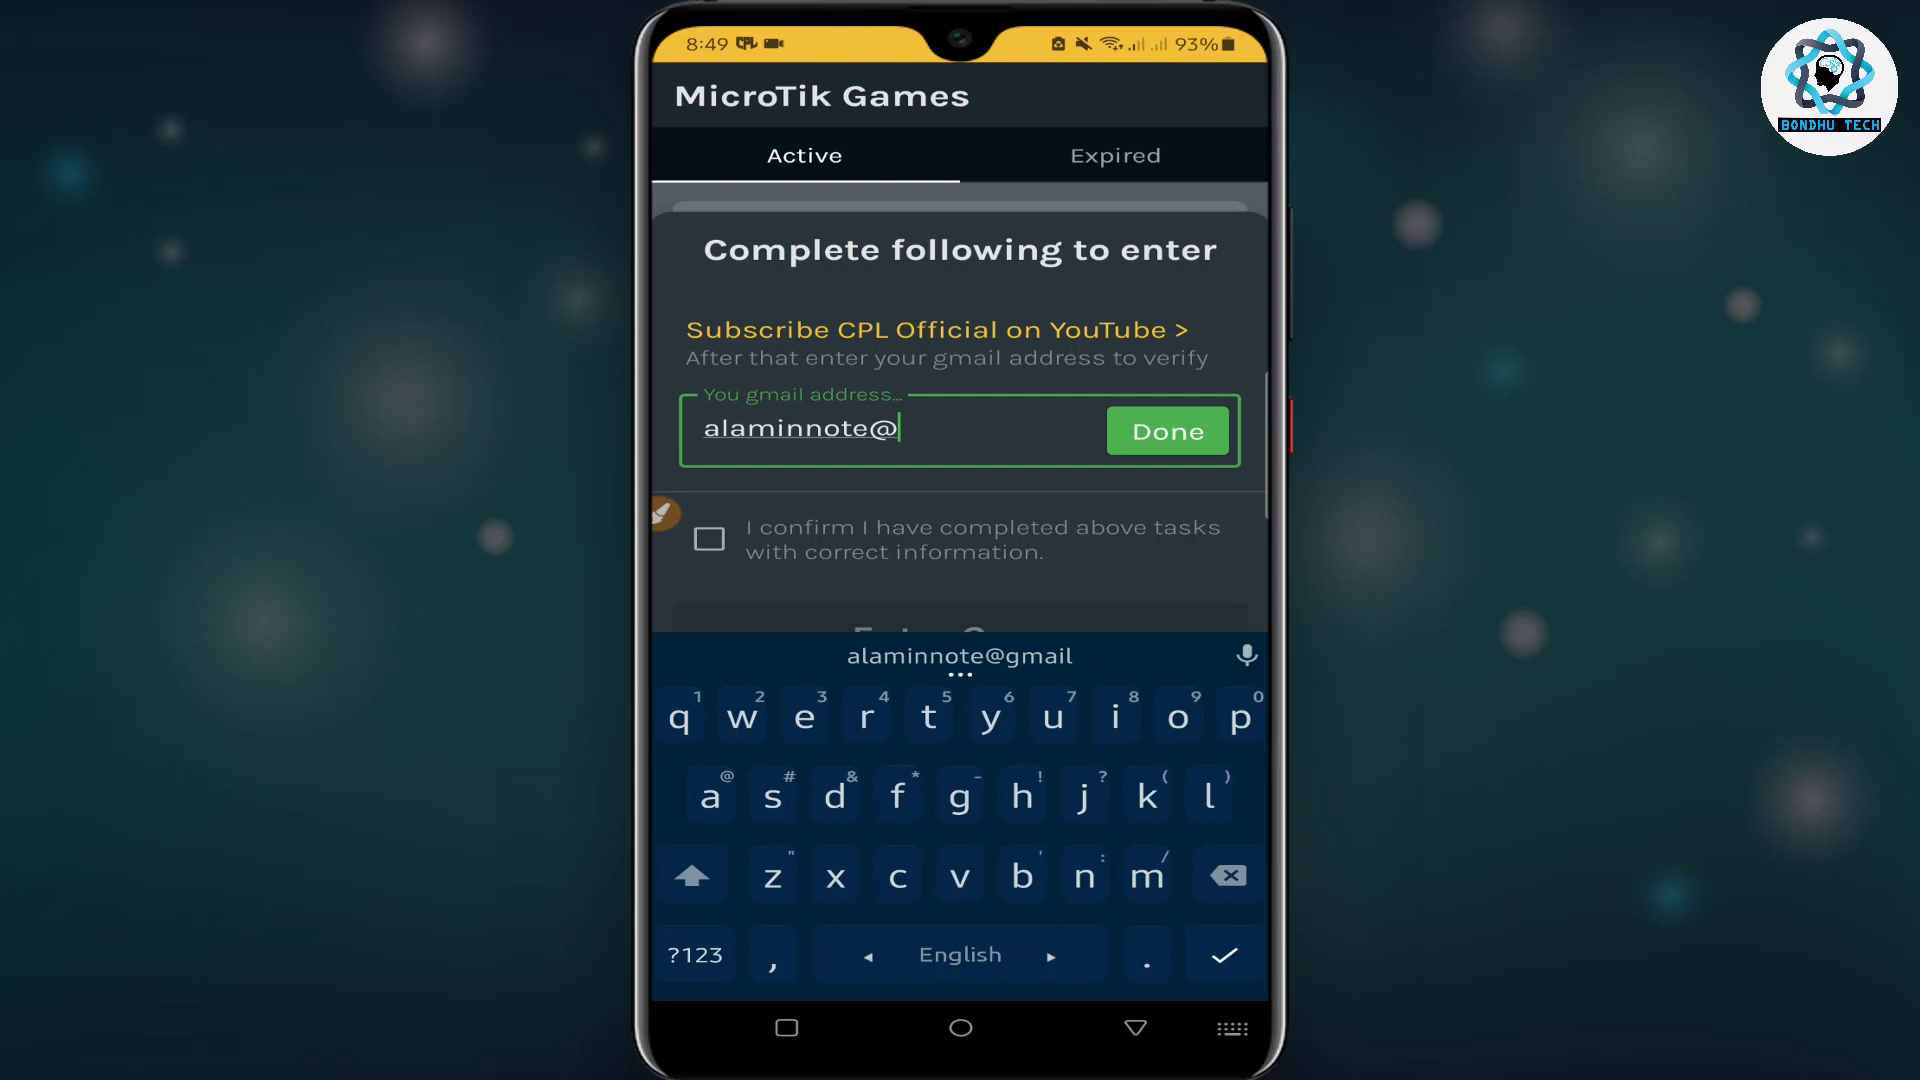 8:49 CPL 93%
BONDHU TECH
MicroTik Games
Active Expired
Complete following to enter
Subscribe CPL Official on YouTube >
After that enter your gmail address to verify
You gmail address...
alaminnote@
Done
I confirm I have completed above tasks
with correct information.
alaminnote@gmail
1 2 3 4 5 6 7 8 9 0
q w e r t y u i o p
@ # & * - ! ? ( )
a s d f g h j k l
" ' : /
z x c v b n m
?123 , ◂ English ▸ .